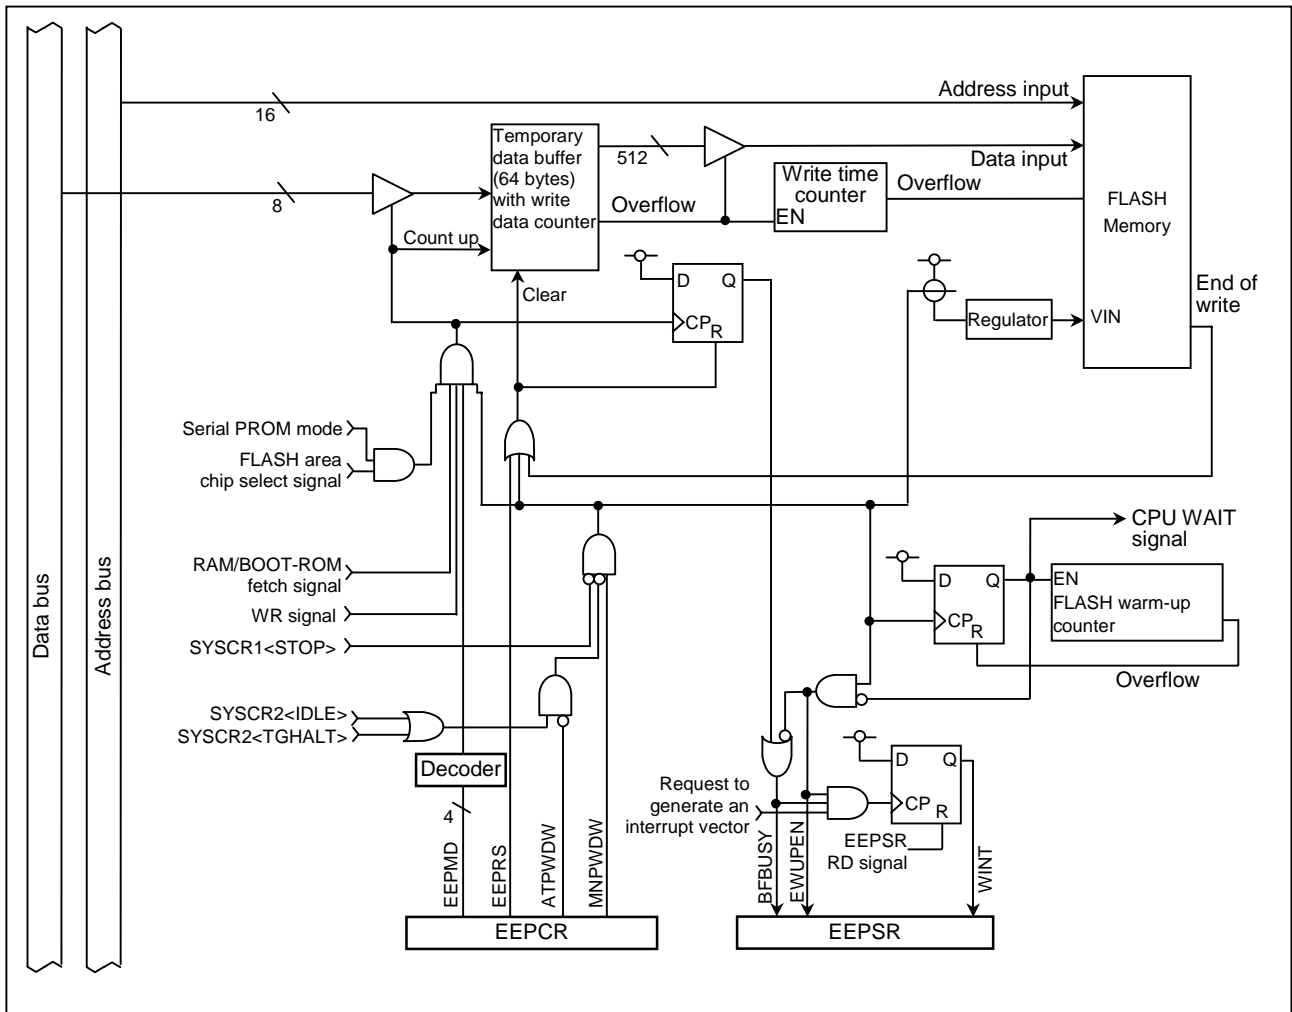 Address input
16
Temporary
data buffer
(64 bytes)
with write
data counter
512
Data input
Write time
counter
EN
Overflow
Overflow
FLASH
Memory
8
Count up
Clear
D
Q
CP
R
End of
write
Regulator
VIN
Serial PROM mode
FLASH area
chip select signal
CPU WAIT
signal
RAM/BOOT-ROM
fetch signal
WR signal
SYSCR1<STOP>
D
Q
CP
R
EN
FLASH warm-up
counter
Overflow
SYSCR2<IDLE>
SYSCR2<TGHALT>
Decoder
4
Request to
generate an
interrupt vector
D
Q
CP
R
EEPSR
RD signal
Data bus
Address bus
EEPMD
EEPRS
ATPWDW
MNPWDW
BFBUSY
EWUPEN
WINT
EEPCR
EEPSR